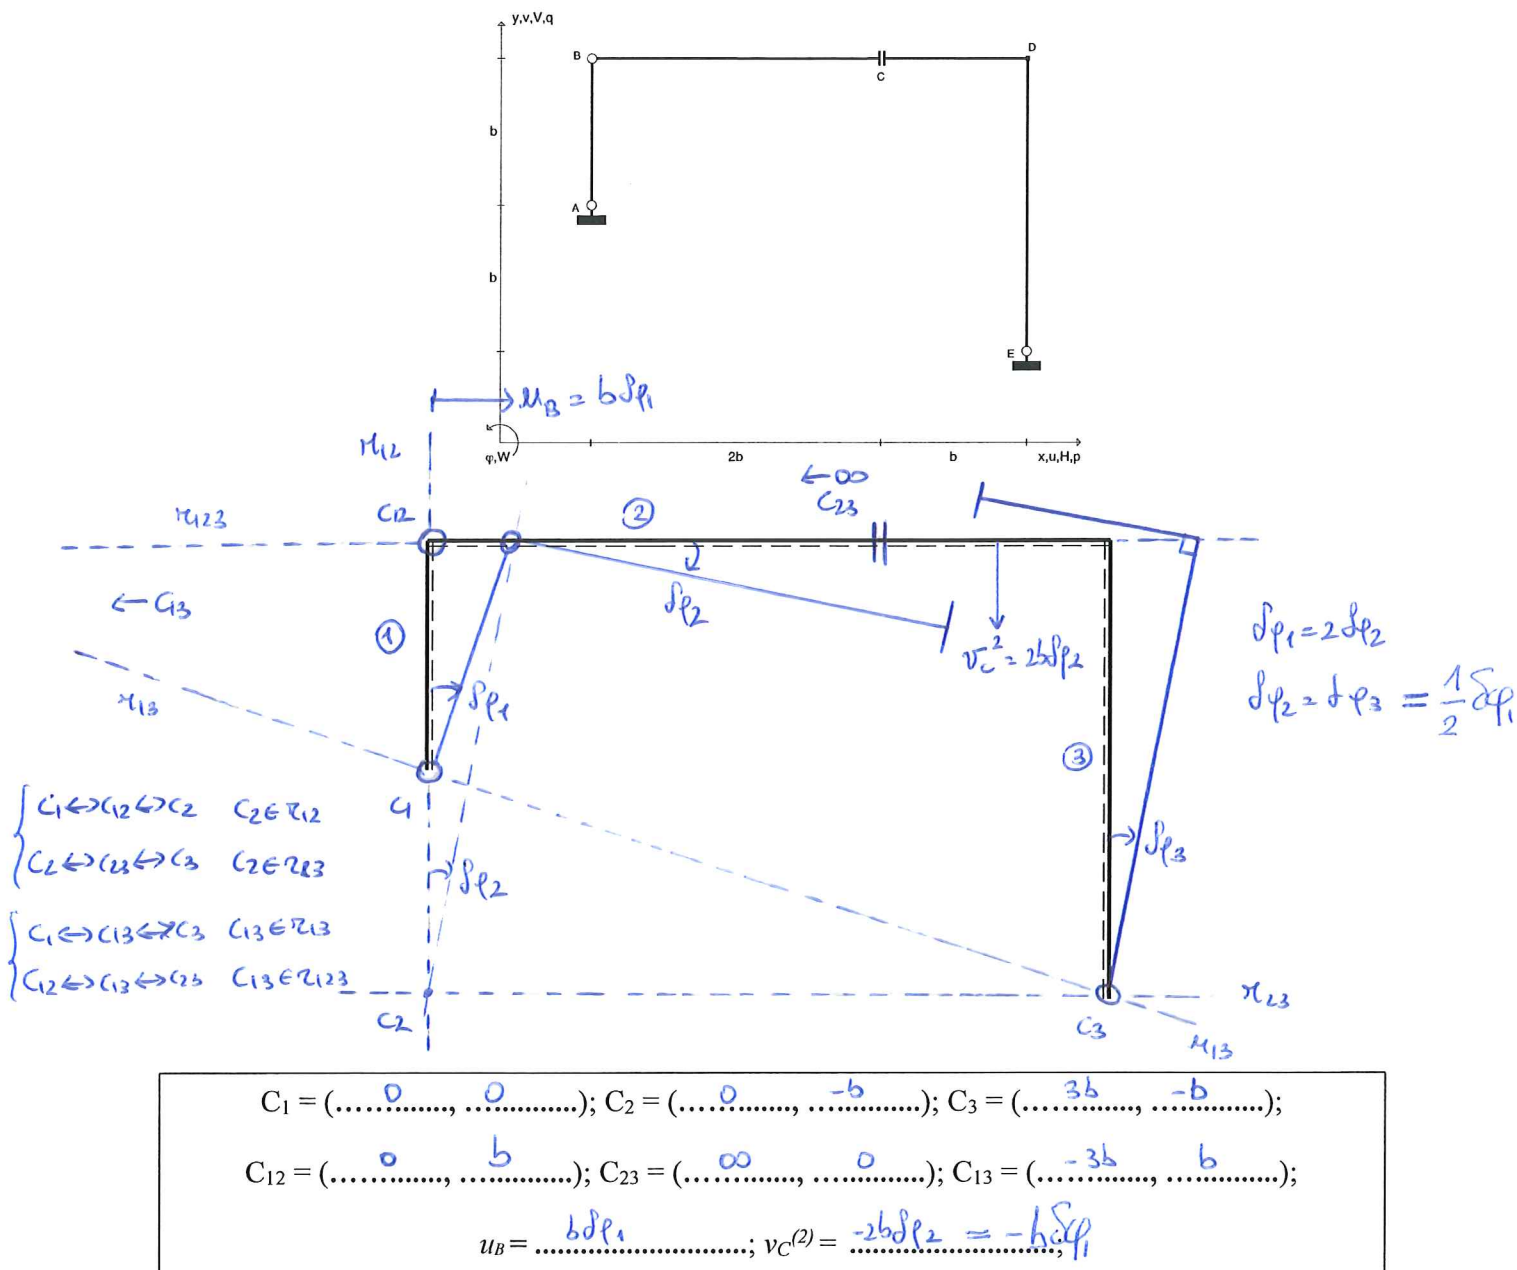 y,v,V,q
B
C
D
b
A
b
E
φ,W
2b
b
x,u,H,p
u_B = bδφ₁
r₁₂
←∞
C₂₃
r₁₂₃
C₁₂
②
← C₁₃
①
δφ₂
v_c² = 2bδφ₂
δφ₁ = 2δφ₂
r₁₃
δφ₁
δφ₂ = δφ₃ = 1/2 δφ₁
③
C₁
C₁ ↔ C₁₂ ↔ C₂ C₂ ∈ r₁₂
C₂ ↔ C₂₃ ↔ C₃ C₂ ∈ r₂₃
δφ₂
δφ₃
C₁ ↔ C₁₃ ↔ C₃ C₁₃ ∈ r₁₃
C₁₂ ↔ C₁₃ ↔ C₂₃ C₁₃ ∈ r₁₂₃
C₂
C₃
r₂₃
r₁₃
C₁ = (....0...., ....0....); C₂ = (....0...., ....-b....); C₃ = (....3b...., ....-b....);
C₁₂ = (....0...., ....b....); C₂₃ = (....∞...., ....0....); C₁₃ = (....-3b...., ....b....);
u_B = ....bδφ₁....; v_C⁽²⁾ = ....-2bδφ₂ = -bδφ₁....;